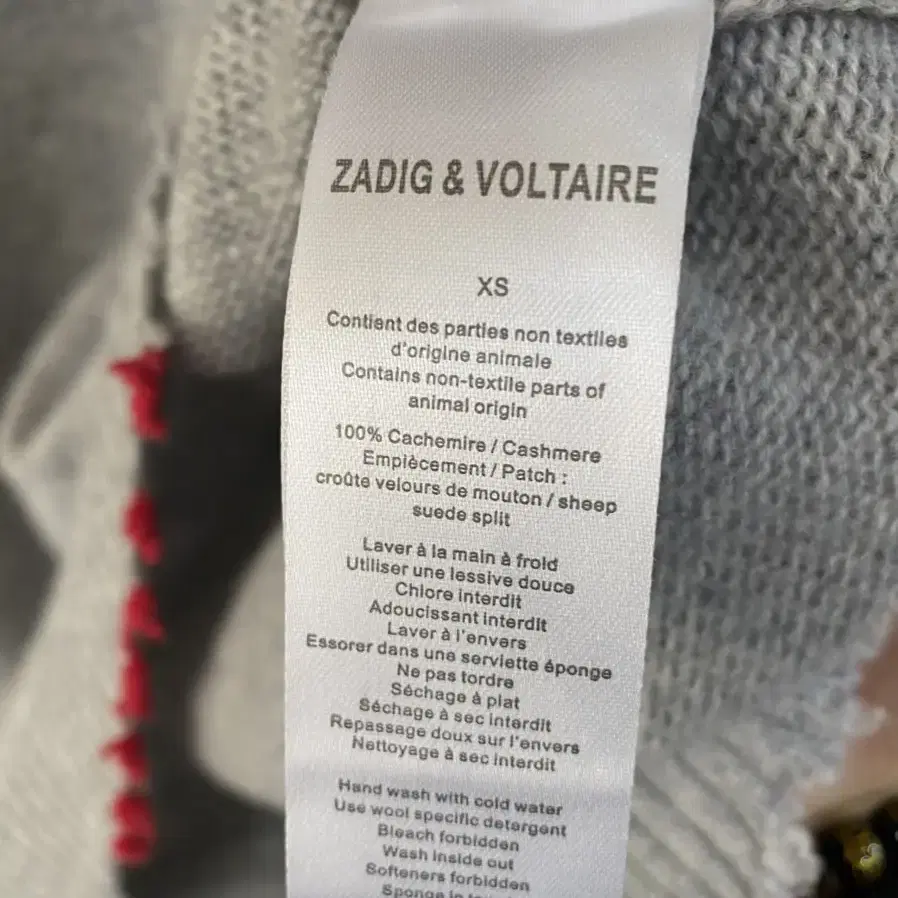 ZADIG & VOLTAIRE
XS
Contient des parties non textiles
d'origine animale
Contains non-textile parts of
animal origin
100% Cachemire / Cashmere
Empiècement / Patch :
croûte velours de mouton / sheep
suede split
Laver à la main à froid
Utiliser une lessive douce
Chlore interdit
Adoucissant interdit
Laver à l'envers
Essorer dans une serviette éponge
Ne pas tordre
Séchage à plat
Séchage à sec interdit
Repassage doux sur l'envers
Nettoyage à sec interdit
Hand wash with cold water
Use wool specific detergent
Bleach forbidden
Wash inside out
Softeners forbidden
Sponge in